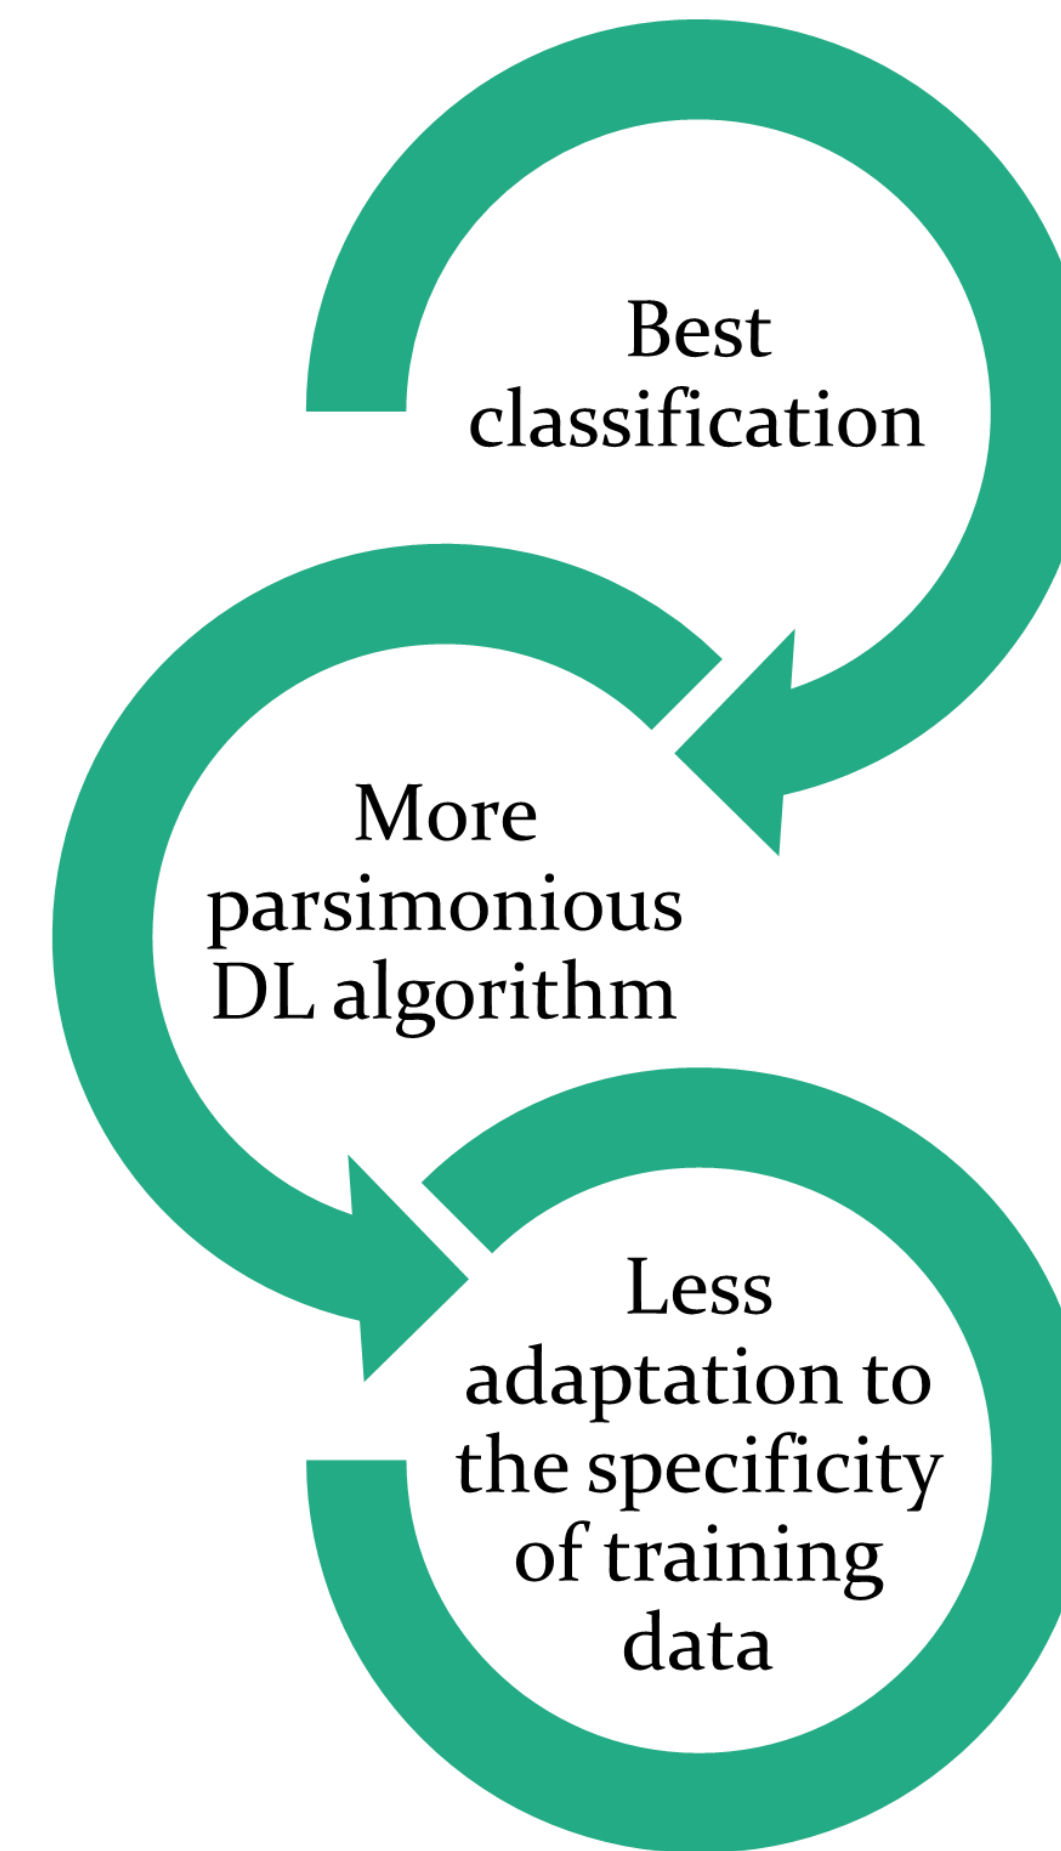 Best
classification
More
parsimonious
DL algorithm
Less
adaptation to
the specificity
of training
data